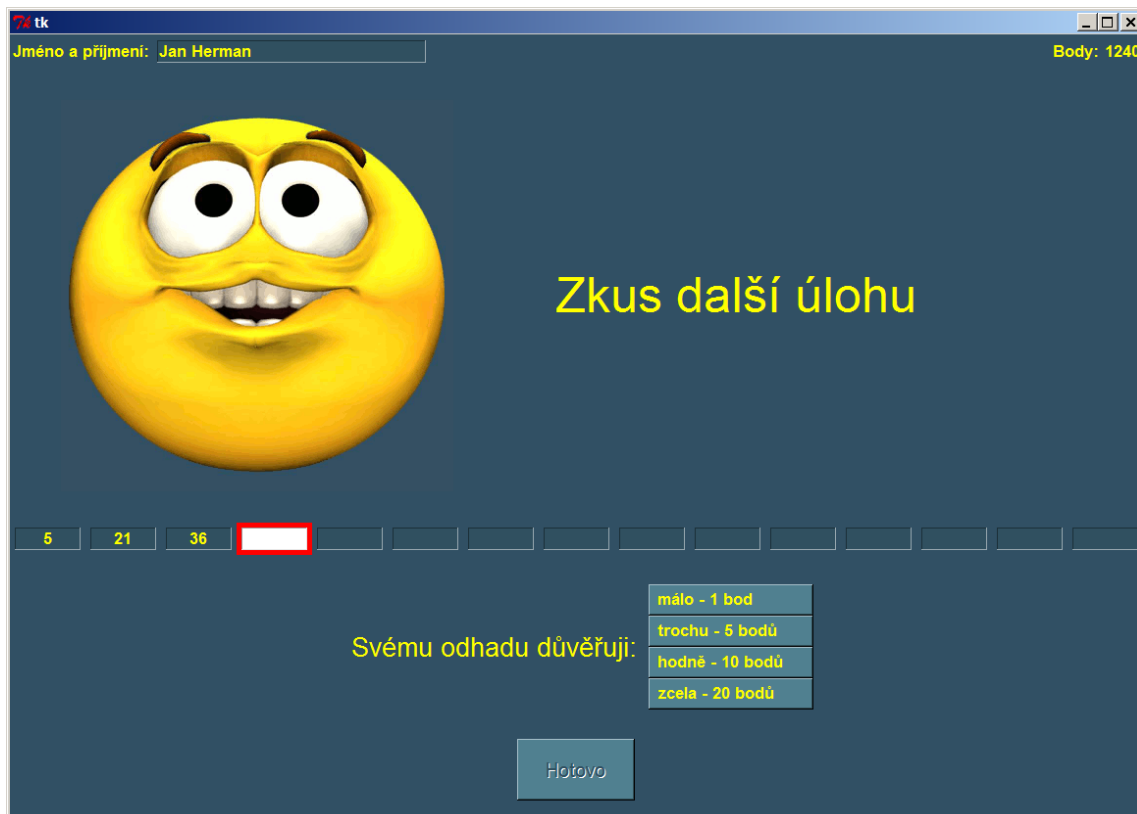 tk
Jméno a příjmení: Jan Herman Body: 1240
Zkus další úlohu
5 21 36
málo - 1 bod
trochu - 5 bodů
Svému odhadu důvěřuji:
hodně - 10 bodů
zcela - 20 bodů
Hotovo